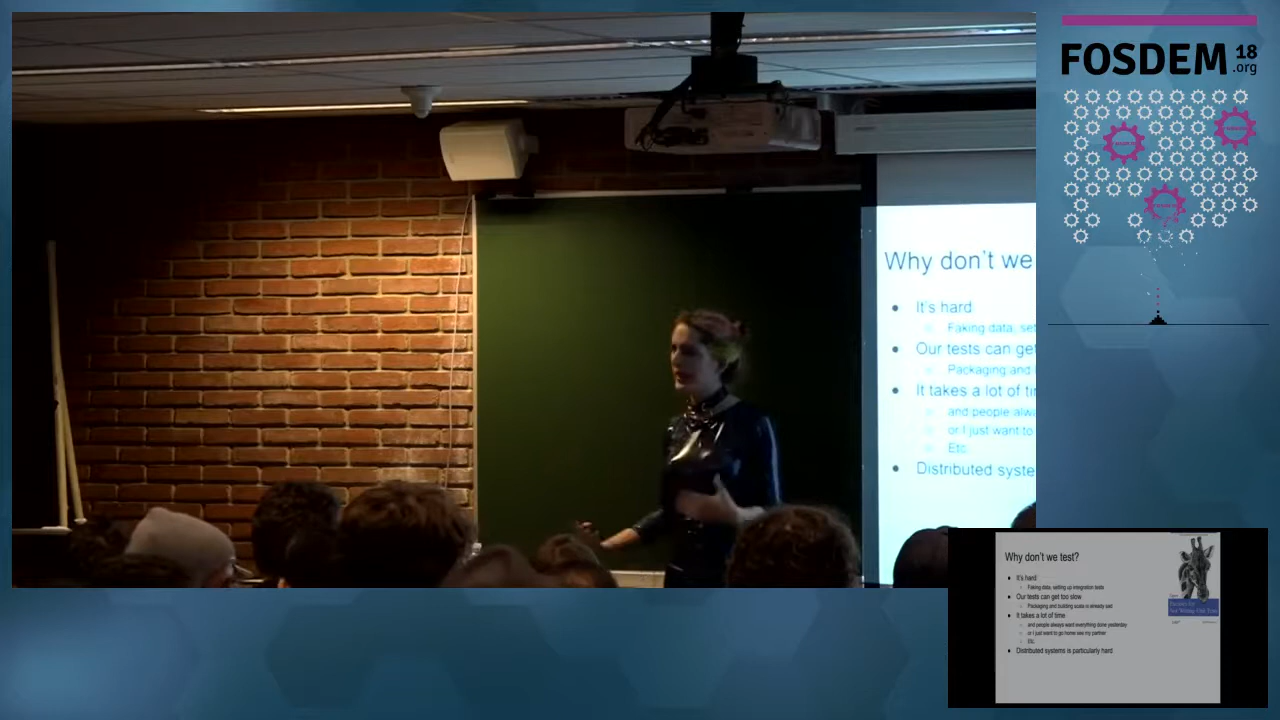 FOSDEM 18
.org
Why don't we
It's hard
Faking data, set
Our tests can get
Packaging and
It takes a lot of ti
and people alwa
or I just want to
Etc.
Distributed syste
Why don't we test?
It's hard
Faking data, setting up integration tests
Our tests can get too slow
Packaging and building scala is already sad
It takes a lot of time
and people always want everything done yesterday
or I just want to go home see my partner
Etc.
Distributed systems is particularly hard